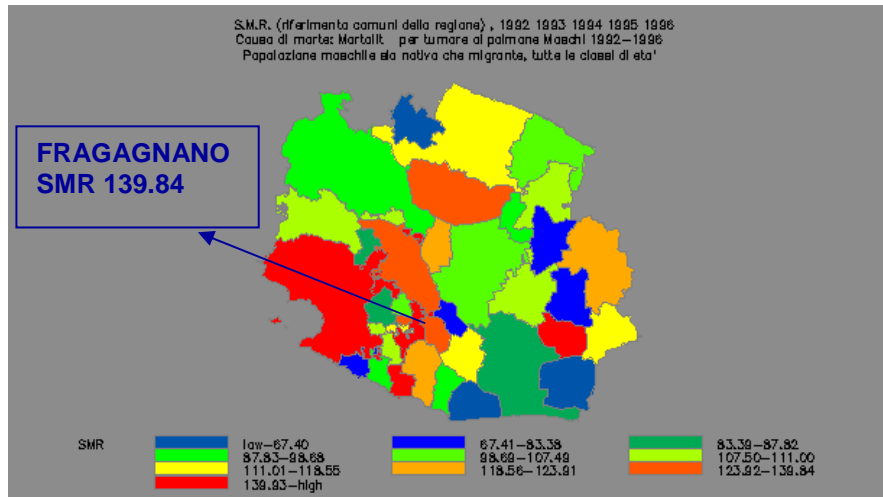 S.M.R. (riferimento comuni della regione) , 1992 1993 1994 1995 1996
Causa di morte: Mortalit per tumore ai polmone Maschi 1992–1996
Popolazione maschile sia nativa che migrante, tutte le classi di eta'
FRAGAGNANO
SMR 139.84
SMR
low–67.40 67.41–83.38 83.39–87.82
87.83–98.68 98.69–107.49 107.50–111.00
111.01–118.55 118.56–123.91 123.92–139.84
139.93–high